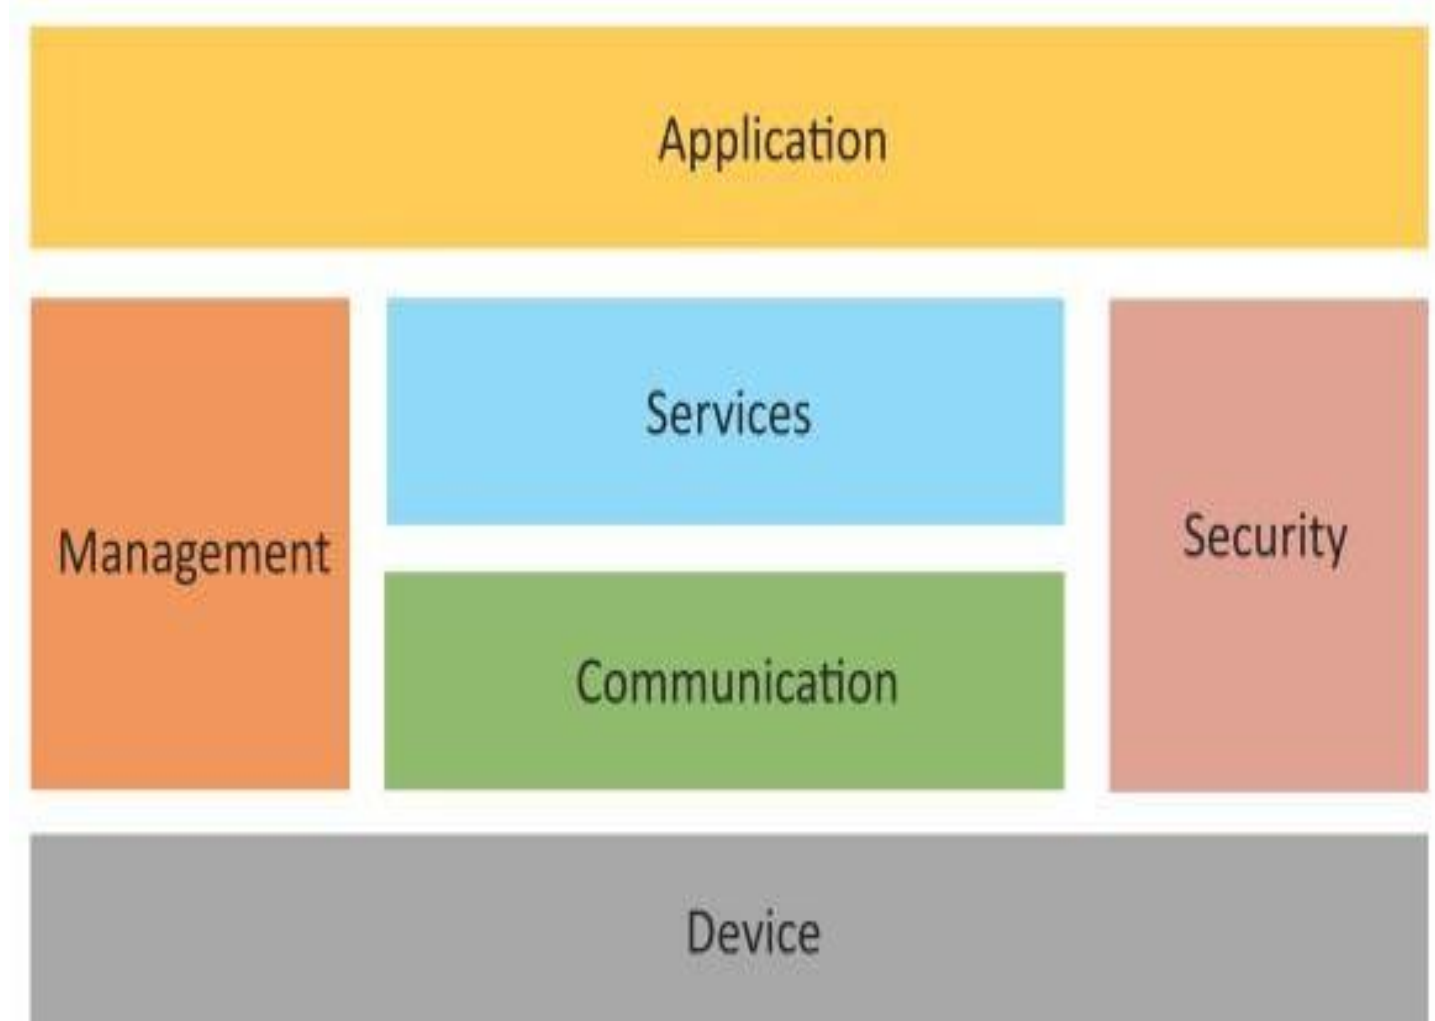 Application
Services
Management
Security
Communication
Device